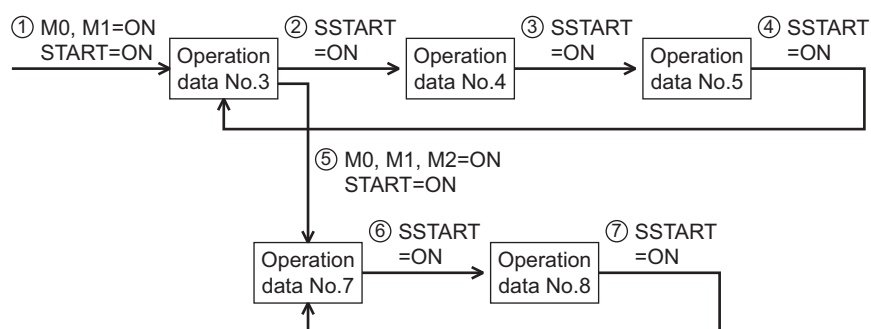 ① M0, M1=ON
START=ON
Operation
data No.3
② SSTART
=ON
Operation
data No.4
③ SSTART
=ON
Operation
data No.5
④ SSTART
=ON
⑤ M0, M1, M2=ON
START=ON
Operation
data No.7
⑥ SSTART
=ON
Operation
data No.8
⑦ SSTART
=ON